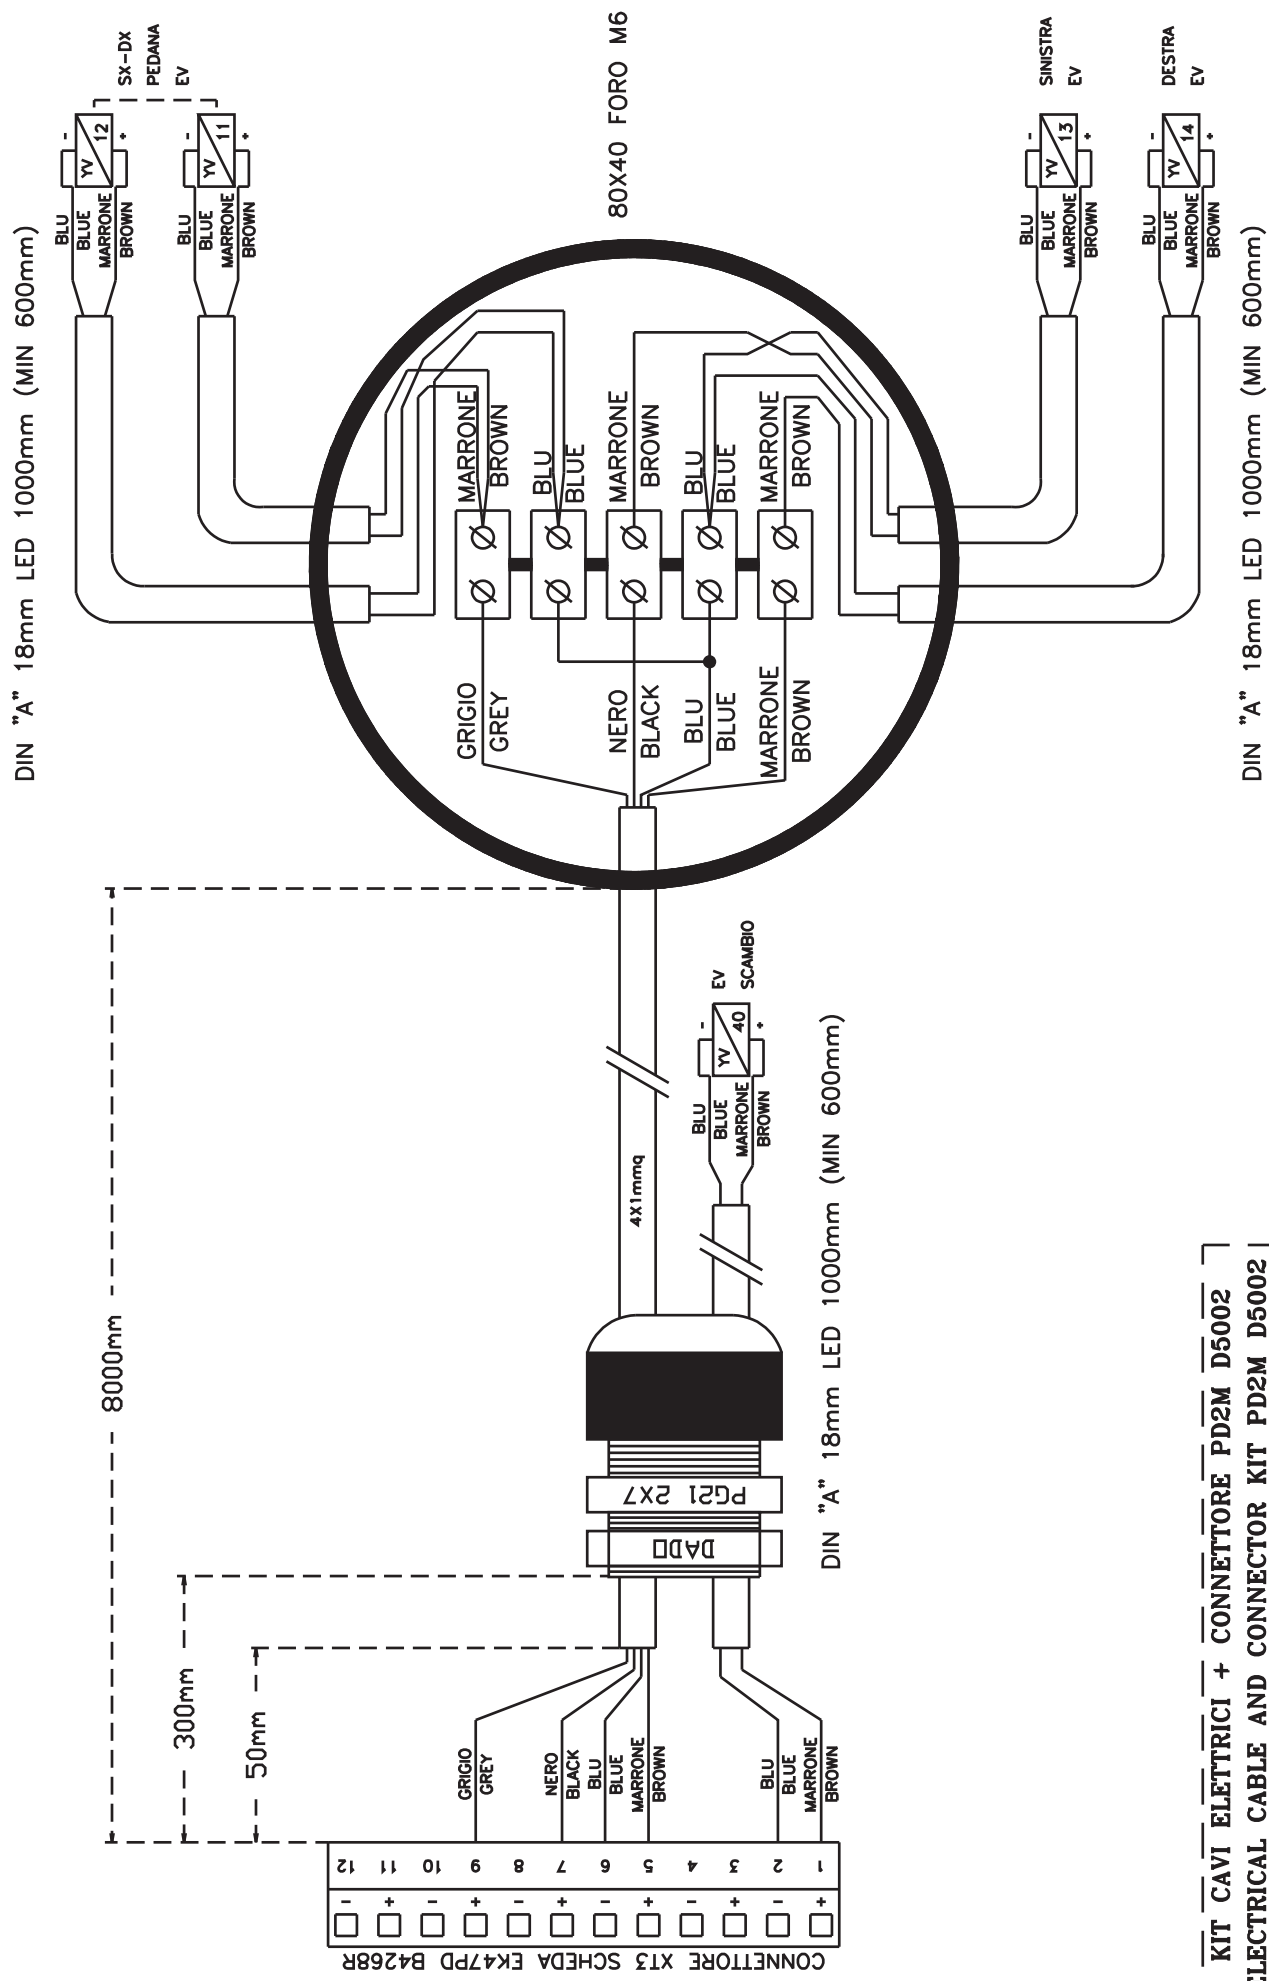 DIN "A" 18mm LED 1000mm (MIN 600mm)
SX-DX
PEDANA
EV
-
YV 12
+
BLU
BLUE
MARRONE
BROWN
-
YV 11
+
BLU
BLUE
MARRONE
BROWN
80X40 FORO M6
SINISTRA
EV
-
YV 13
+
BLU
BLUE
MARRONE
BROWN
DESTRA
EV
-
YV 14
+
BLU
BLUE
MARRONE
BROWN
DIN "A" 18mm LED 1000mm (MIN 600mm)
MARRONE
BROWN
BLU
BLUE
MARRONE
BROWN
BLU
BLUE
MARRONE
BROWN
GRIGIO
GREY
NERO
BLACK
BLU
BLUE
MARRONE
BROWN
8000mm
300mm
50mm
4X1mmq
EV
SCAMBIO
-
YV 40
+
BLU
BLUE
MARRONE
BROWN
DIN "A" 18mm LED 1000mm (MIN 600mm)
PG21 2X7
DADO
GRIGIO
GREY
NERO
BLACK
BLU
BLUE
MARRONE
BROWN
BLU
BLUE
MARRONE
BROWN
12 11 10 9 8 7 6 5 4 3 2 1
- + - + - + - + - + - +
CONNETTORE XT3 SCHEDA EK47PD B4268R
KIT CAVI ELETTRICI + CONNETTORE PD2M D5002
ELECTRICAL CABLE AND CONNECTOR KIT PD2M D5002